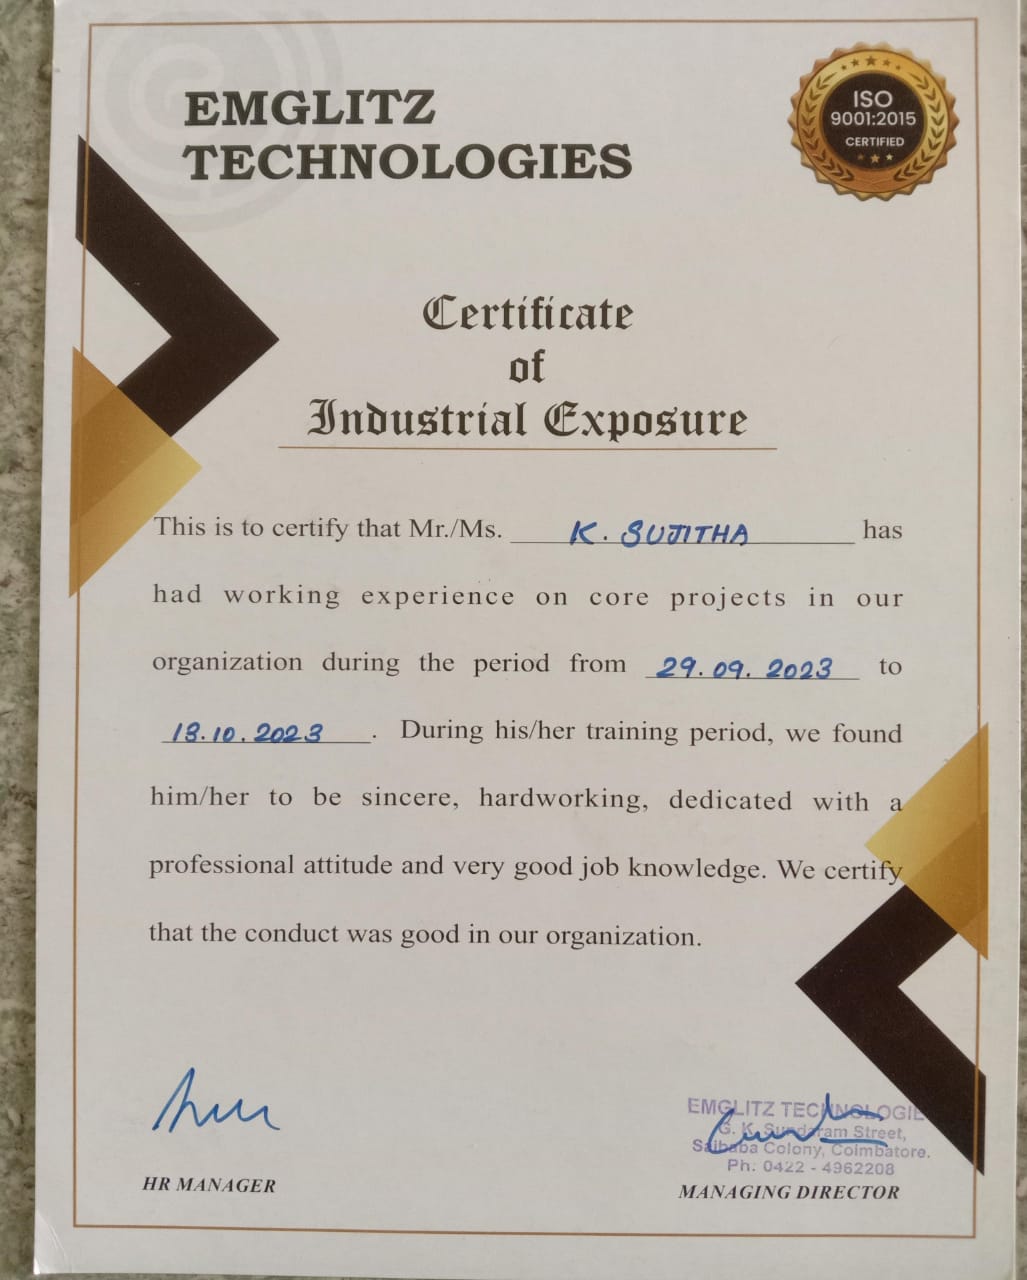 EMGLITZ
TECHNOLOGIES
ISO
9001:2015
CERTIFIED
Certificate
of
Industrial Exposure
This is to certify that Mr./Ms. K. SUJITHA has
had working experience on core projects in our
organization during the period from 29.09.2023 to
13.10.2023. During his/her training period, we found
him/her to be sincere, hardworking, dedicated with a
professional attitude and very good job knowledge. We certify
that the conduct was good in our organization.
EMGLITZ TECHNOLOGIE
G. K. Sundaram Street,
Saibaba Colony, Coimbatore.
Ph: 0422 - 4962208
HR MANAGER
MANAGING DIRECTOR